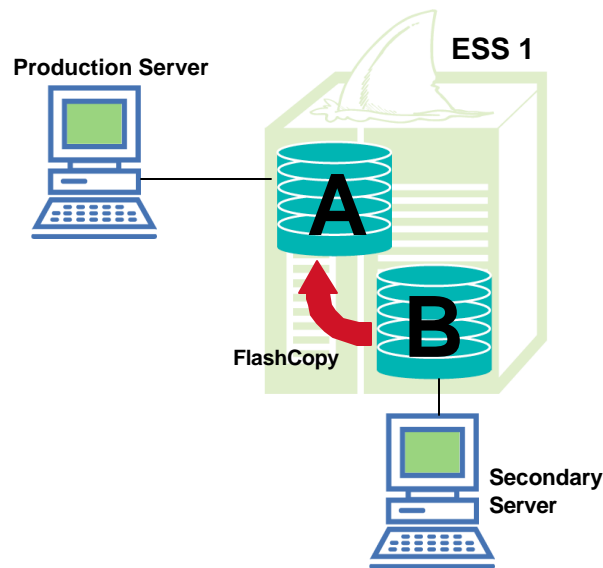 ESS 1
Production Server
A
B
FlashCopy
Secondary
Server